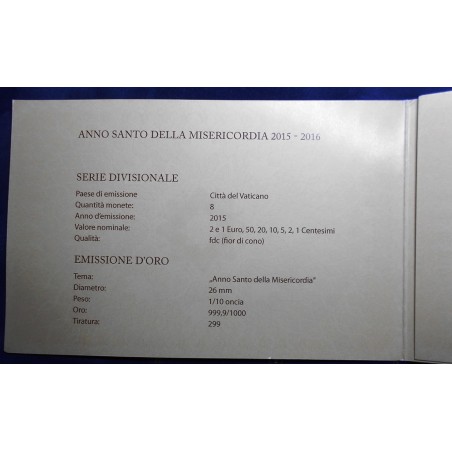 ANNO SANTO DELLA MISERICORDIA 2015 - 2016
SERIE DIVISIONALE
Paese di emissione Città del Vaticano
Quantità monete: 8
Anno d'emissione: 2015
Valore nominale: 2 e 1 Euro, 50, 20, 10, 5, 2, 1 Centesimi
Qualità: fdc (fior di cono)
EMISSIONE D'ORO
Tema: „Anno Santo della Misericordia"
Diametro: 26 mm
Peso: 1/10 oncia
Oro: 999,9/1000
Tiratura: 299